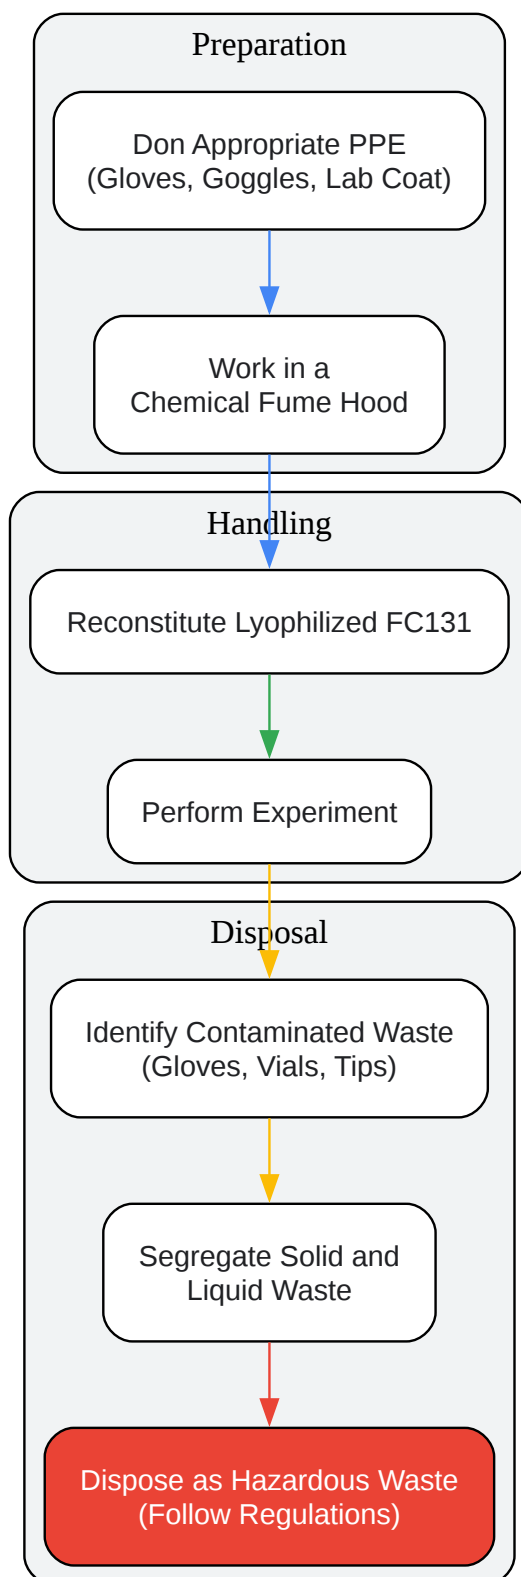 Preparation
Don Appropriate PPE
(Gloves, Goggles, Lab Coat)
Work in a
Chemical Fume Hood
Handling
Reconstitute Lyophilized FC131
Perform Experiment
Disposal
Identify Contaminated Waste
(Gloves, Vials, Tips)
Segregate Solid and
Liquid Waste
Dispose as Hazardous Waste
(Follow Regulations)